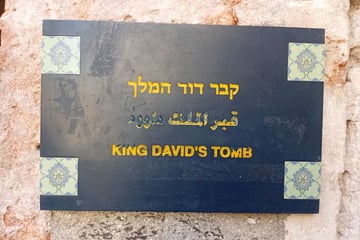 קבר דוד המלך
قبر الملك داوود
KING DAVID'S TOMB